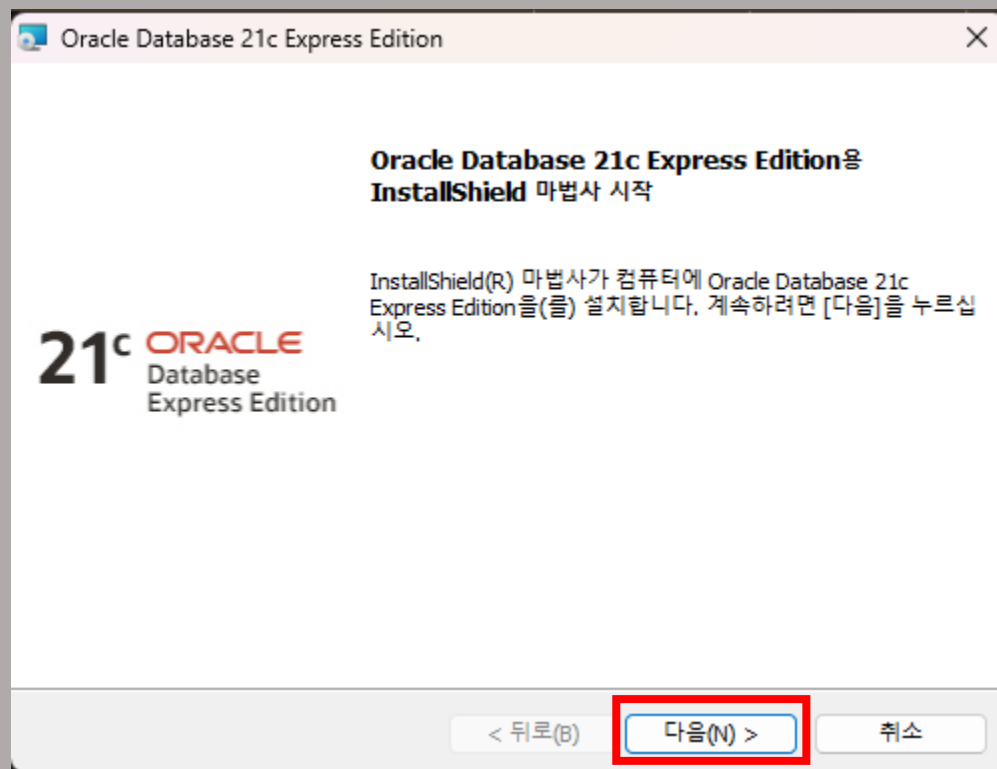 Oracle Database 21c Express Edition
Oracle Database 21c Express Edition용
InstallShield 마법사 시작
InstallShield(R) 마법사가 컴퓨터에 Oracle Database 21c
Express Edition을(를) 설치합니다. 계속하려면 [다음]을 누르십
시오.
21c ORACLE
Database
Express Edition
< 뒤로(B)
다음(N) >
취소